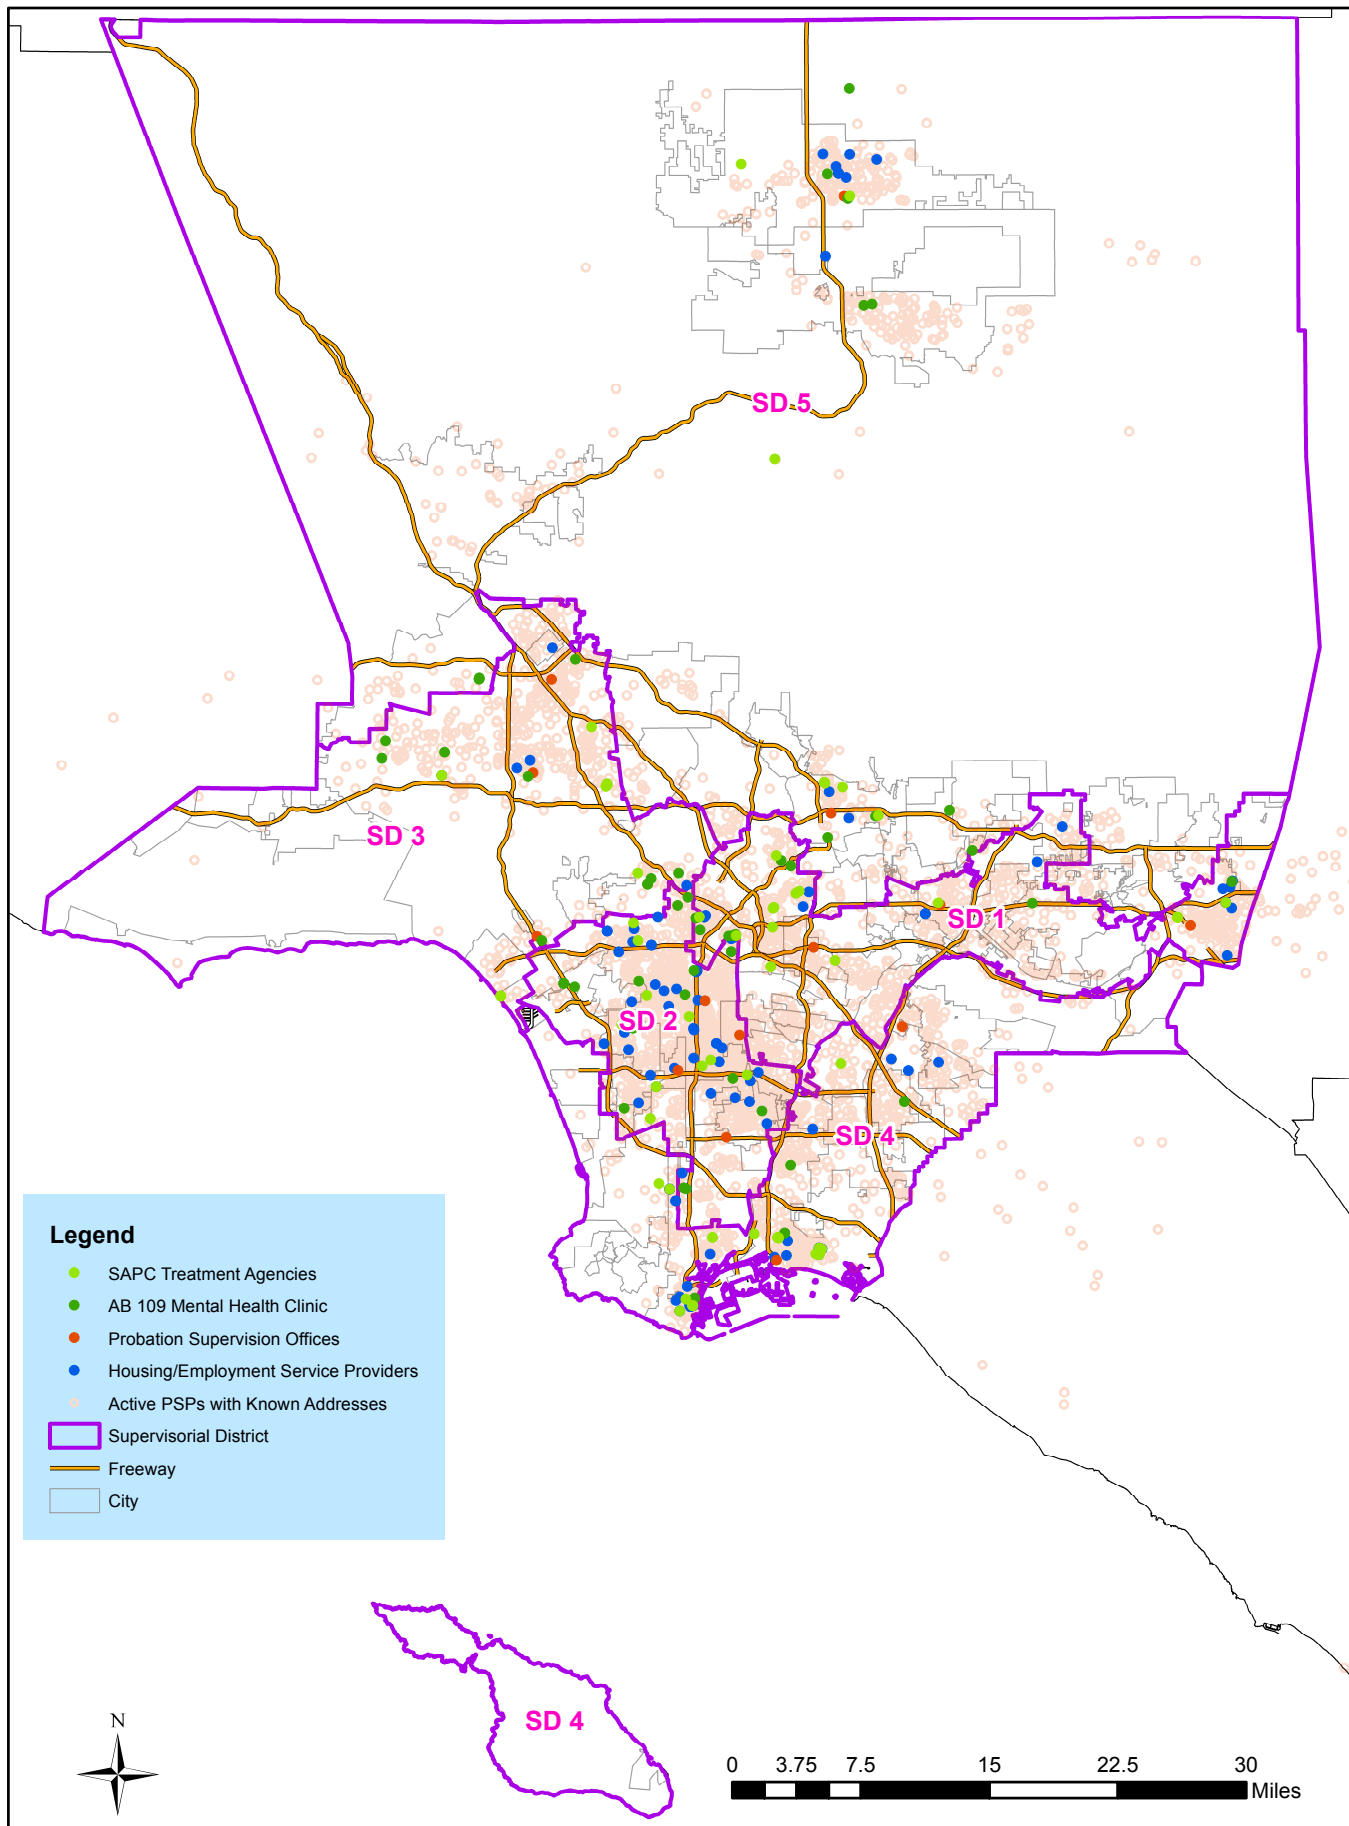 SD 5
SD 3
SD 1
SD 2
SD 4
Legend
SAPC Treatment Agencies
AB 109 Mental Health Clinic
Probation Supervision Offices
Housing/Employment Service Providers
Active PSPs with Known Addresses
Supervisorial District
Freeway
City
SD 4
N
0 3.75 7.5 15 22.5 30
Miles